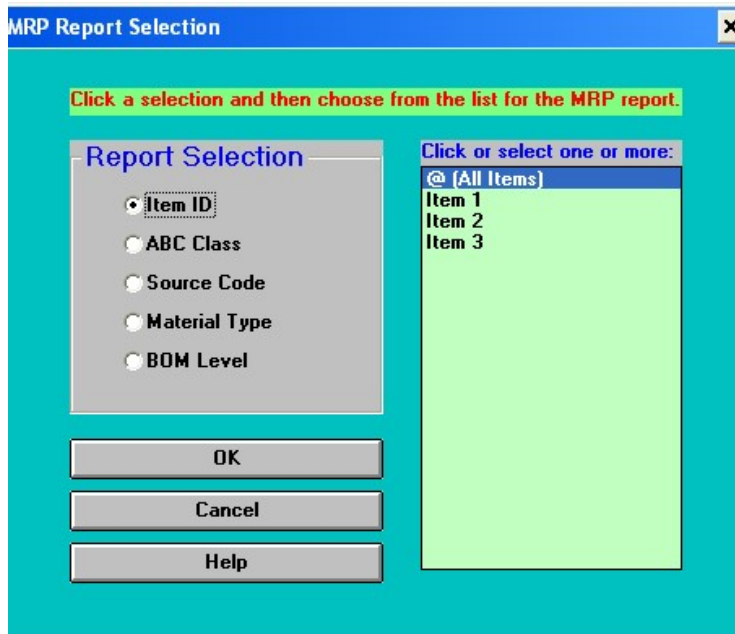 MRP Report Selection
Click a selection and then choose from the list for the MRP report.
Report Selection
Item ID
ABC Class
Source Code
Material Type
BOM Level
OK
Cancel
Help
Click or select one or more:
@ (All Items)
Item 1
Item 2
Item 3